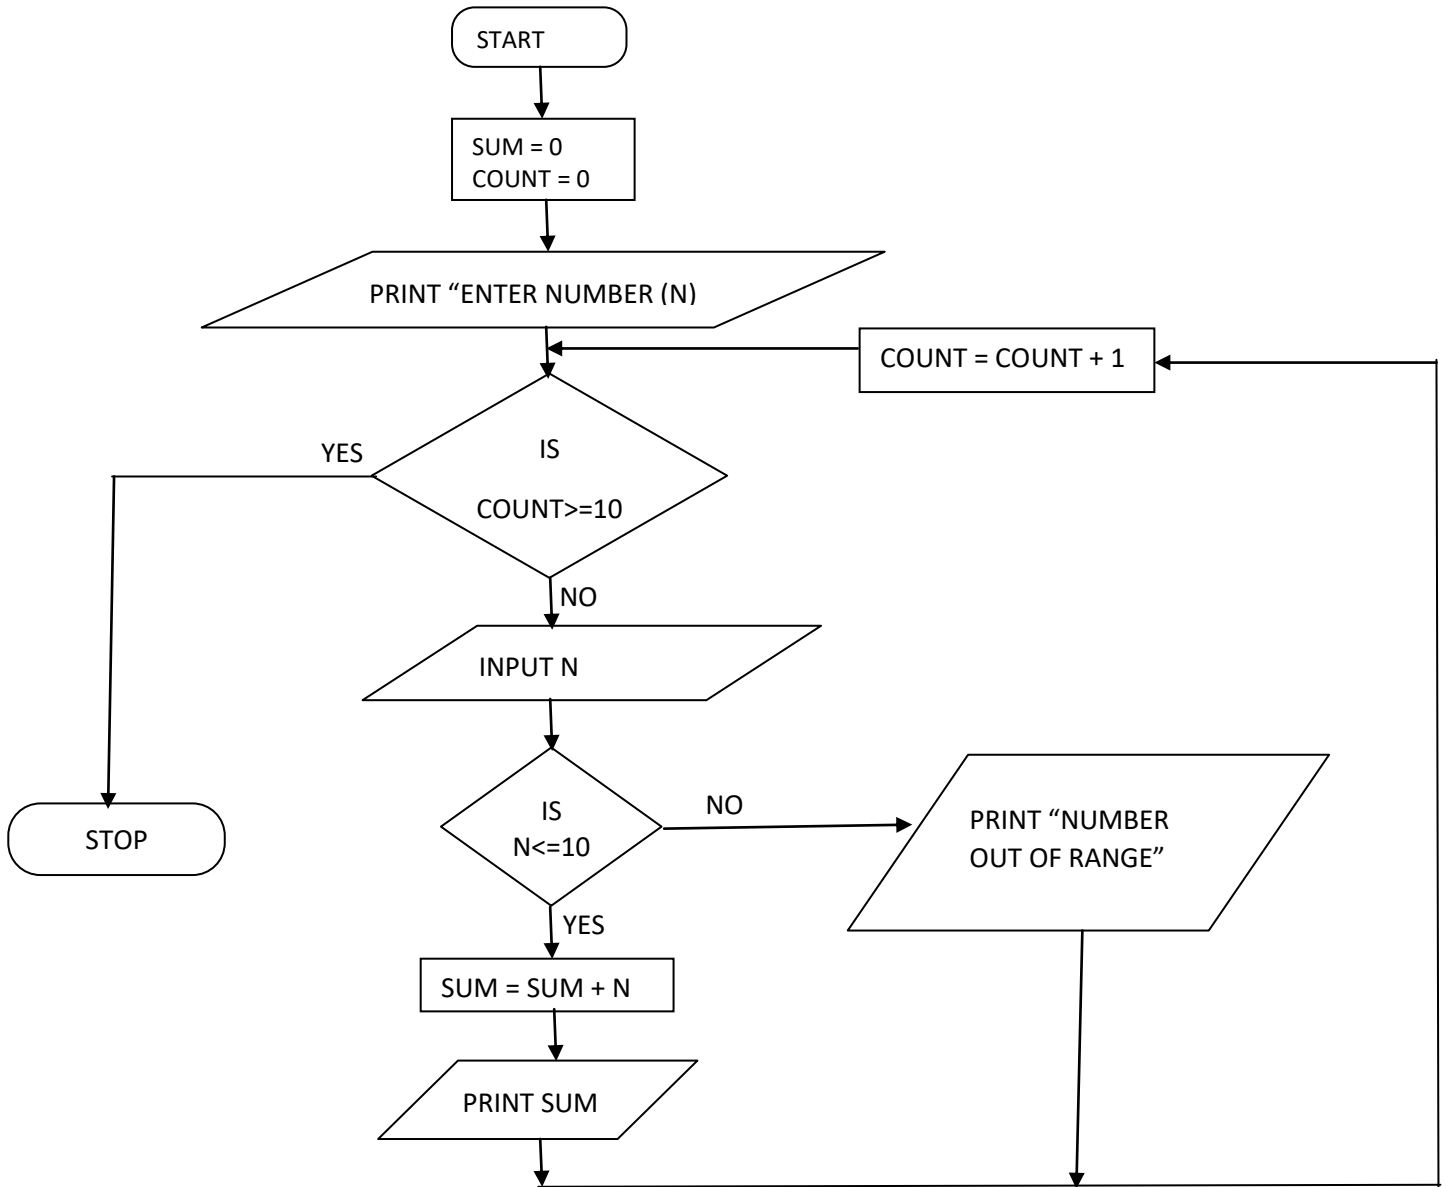 START
SUM = 0
COUNT = 0
PRINT “ENTER NUMBER (N)
COUNT = COUNT + 1
YES
IS
COUNT>=10
NO
INPUT N
STOP
IS
N<=10
NO
PRINT “NUMBER
OUT OF RANGE”
YES
SUM = SUM + N
PRINT SUM